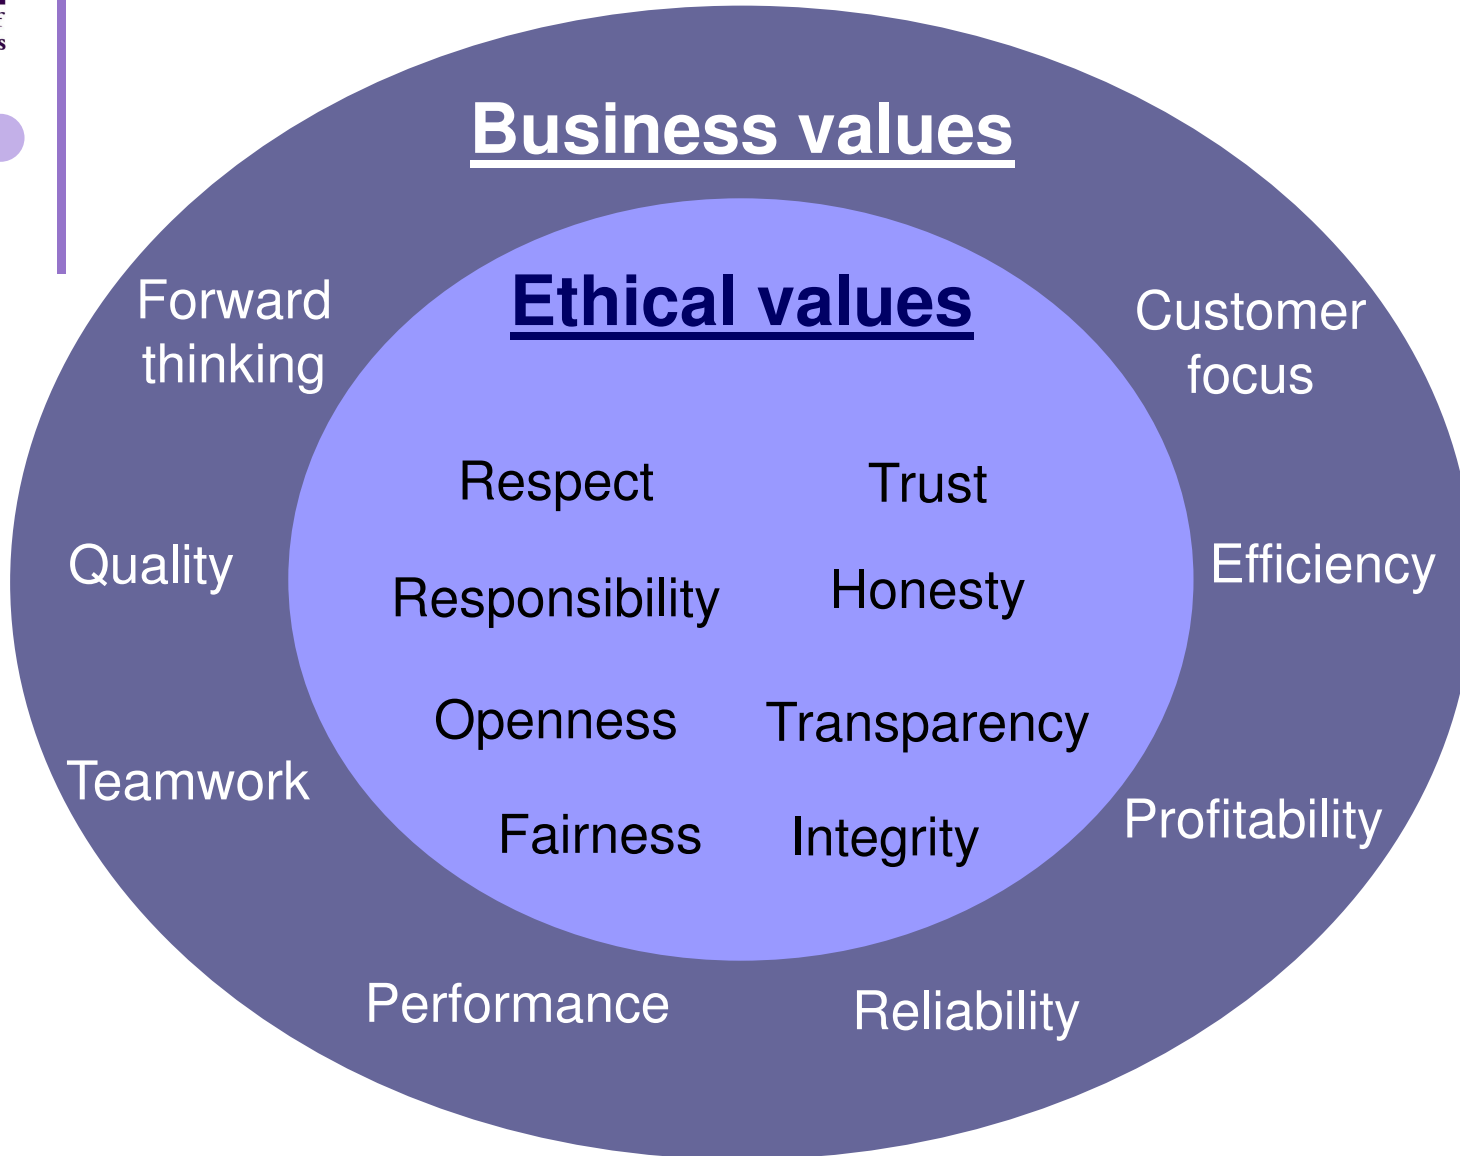 Business values
Ethical values
Forward
thinking
Customer
focus
Respect
Trust
Quality
Efficiency
Responsibility
Honesty
Openness
Transparency
Teamwork
Profitability
Fairness
Integrity
Performance
Reliability